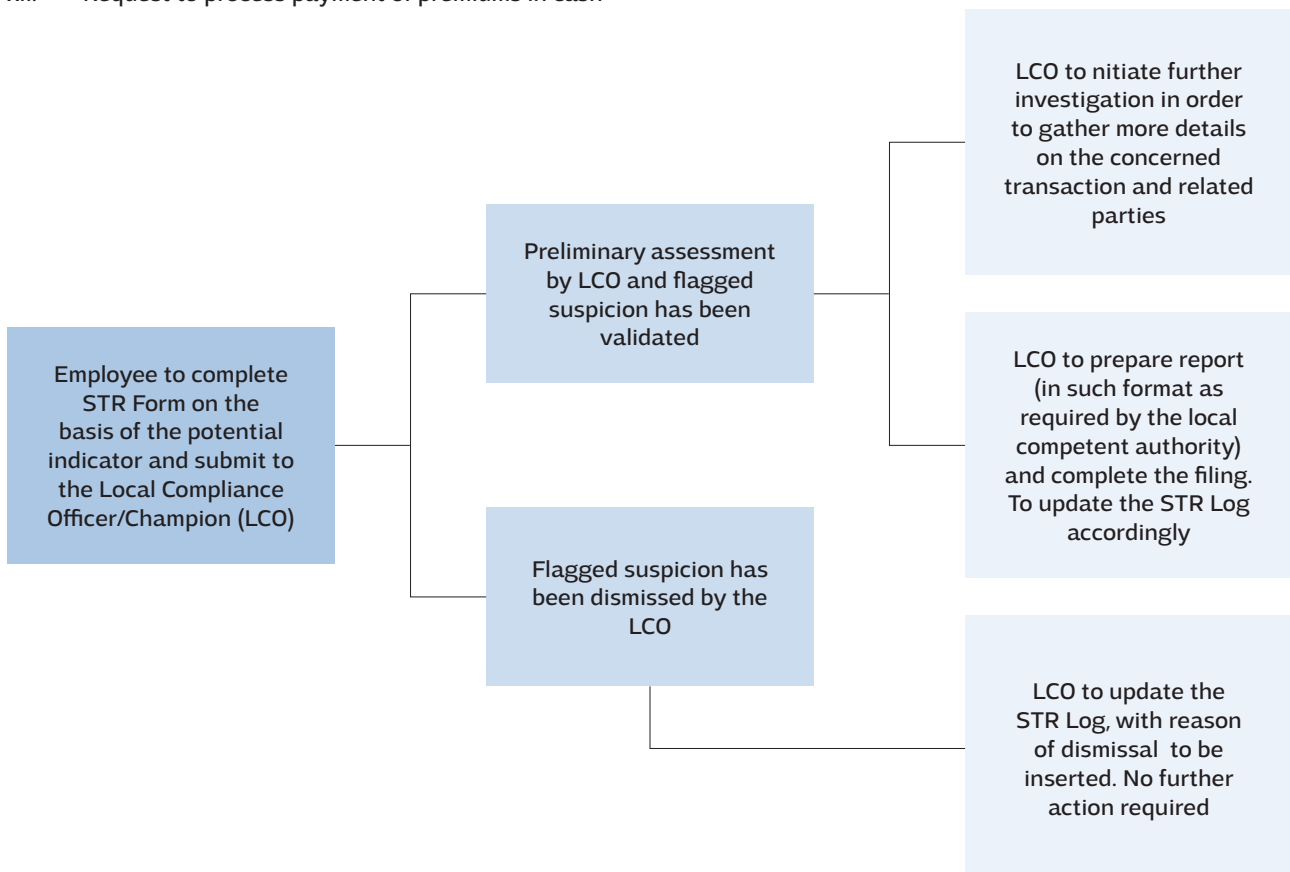 Request to process payment of premiums in cash
LCO to nitiate further
investigation in order
to gather more details
on the concerned
transaction and related
parties
Preliminary assessment
by LCO and flagged
suspicion has been
validated
Employee to complete
STR Form on the
basis of the potential
indicator and submit to
the Local Compliance
Officer/Champion (LCO)
LCO to prepare report
(in such format as
required by the local
competent authority)
and complete the filing.
To update the STR Log
accordingly
Flagged suspicion has
been dismissed by the
LCO
LCO to update the
STR Log, with reason
of dismissal to be
inserted. No further
action required